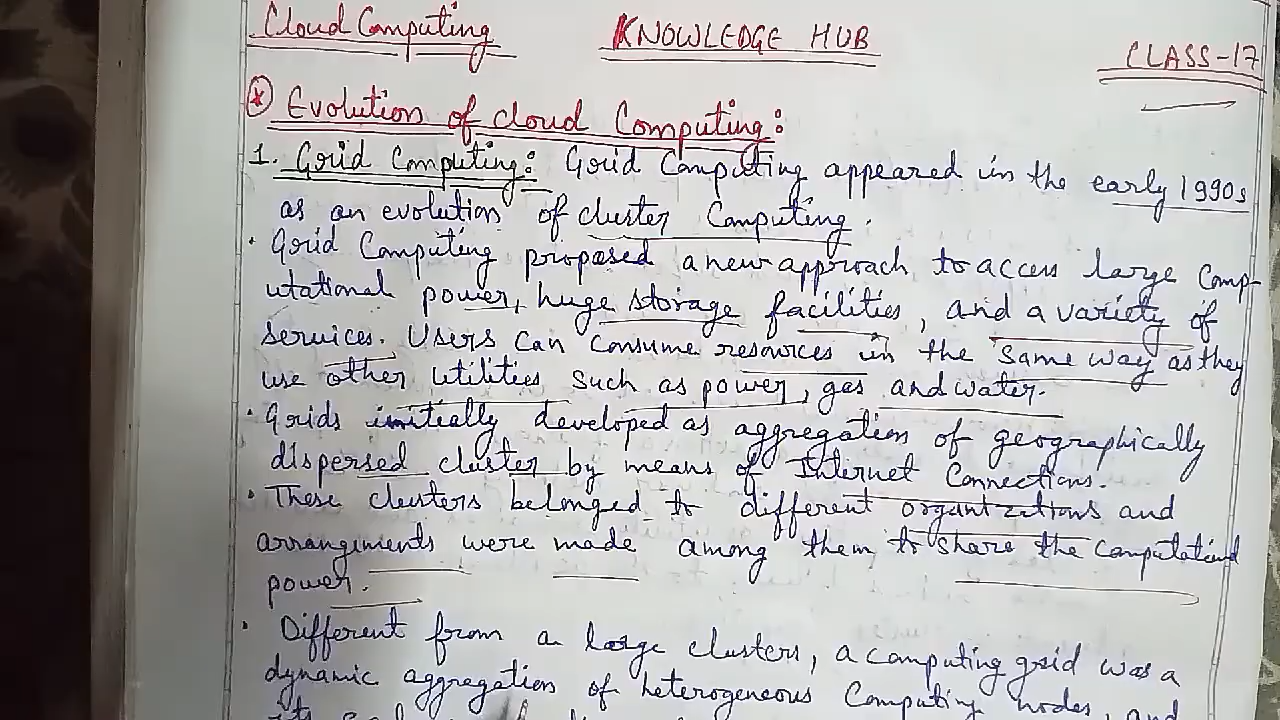 Cloud Computing KNOWLEDGE HUB CLASS-17
* Evolution of cloud Computing:
1. Grid Computing: Grid Computing appeared in the early 1990s
as an evolution of cluster Computing.
· Grid Computing proposed a new approach to access large Comp-
utational power, huge storage facilities, and a variety of
services. Users can consume resources in the same way as they
use other utilities such as power, gas and water.
· Grids initially developed as aggregation of geographically
dispersed cluster by means of Internet Connections.
· These clusters belonged to different organizations and
arrangements were made among them to share the computational
power.
· Different from a large clusters, a computing grid was a
dynamic aggregation of heterogeneous Computing nodes, and
its